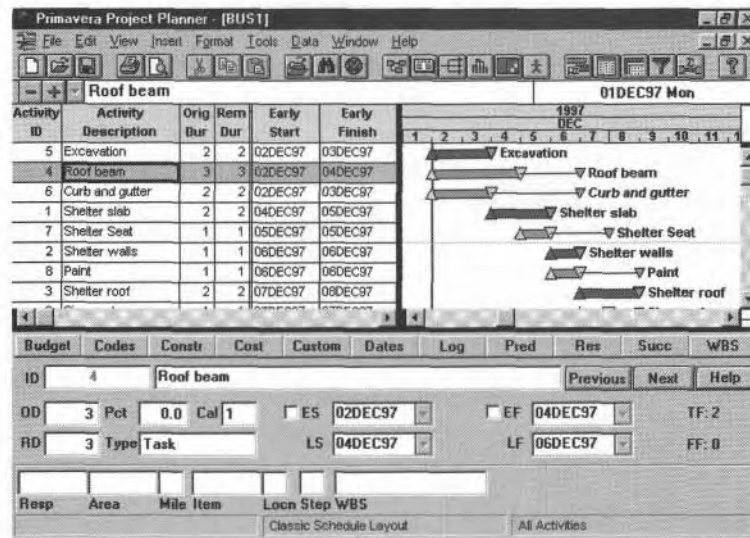 Primavera Project Planner - [BUS1]
File Edit View Insert Format Tools Data Window Help
Roof beam 01DEC97 Mon
Activity ID Activity Description Orig Dur Rem Dur Early Start Early Finish
1997
DEC
1 2 3 4 5 6 7 8 9 10 11 1
5 Excavation 2 2 02DEC97 03DEC97 Excavation
4 Roof beam 3 3 02DEC97 04DEC97 Roof beam
6 Curb and gutter 2 2 02DEC97 03DEC97 Curb and gutter
1 Shelter slab 2 2 04DEC97 05DEC97 Shelter slab
7 Shelter Seat 1 1 05DEC97 05DEC97 Shelter Seat
2 Shelter walls 1 1 06DEC97 06DEC97 Shelter walls
8 Paint 1 1 06DEC97 06DEC97 Paint
3 Shelter roof 2 2 07DEC97 08DEC97 Shelter roof
Budget Codes Constr Cost Custom Dates Log Pred Res Succ WBS
ID 4 Roof beam Previous Next Help
OD 3 Pct 0.0 Cal 1 ES 02DEC97 EF 04DEC97 TF: 2
RD 3 Type Task LS 04DEC97 LF 06DEC97 FF: 0
Resp Area Mile Item Locn Step WBS
Classic Schedule Layout All Activities